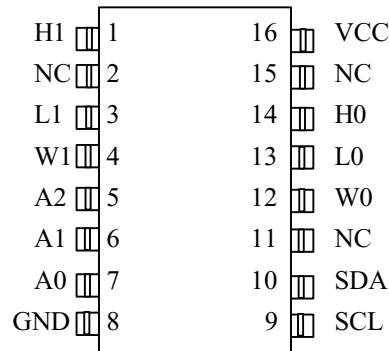 H1 1 16 VCC
NC 2 15 NC
L1 3 14 H0
W1 4 13 L0
A2 5 12 W0
A1 6 11 NC
A0 7 10 SDA
GND 8 9 SCL